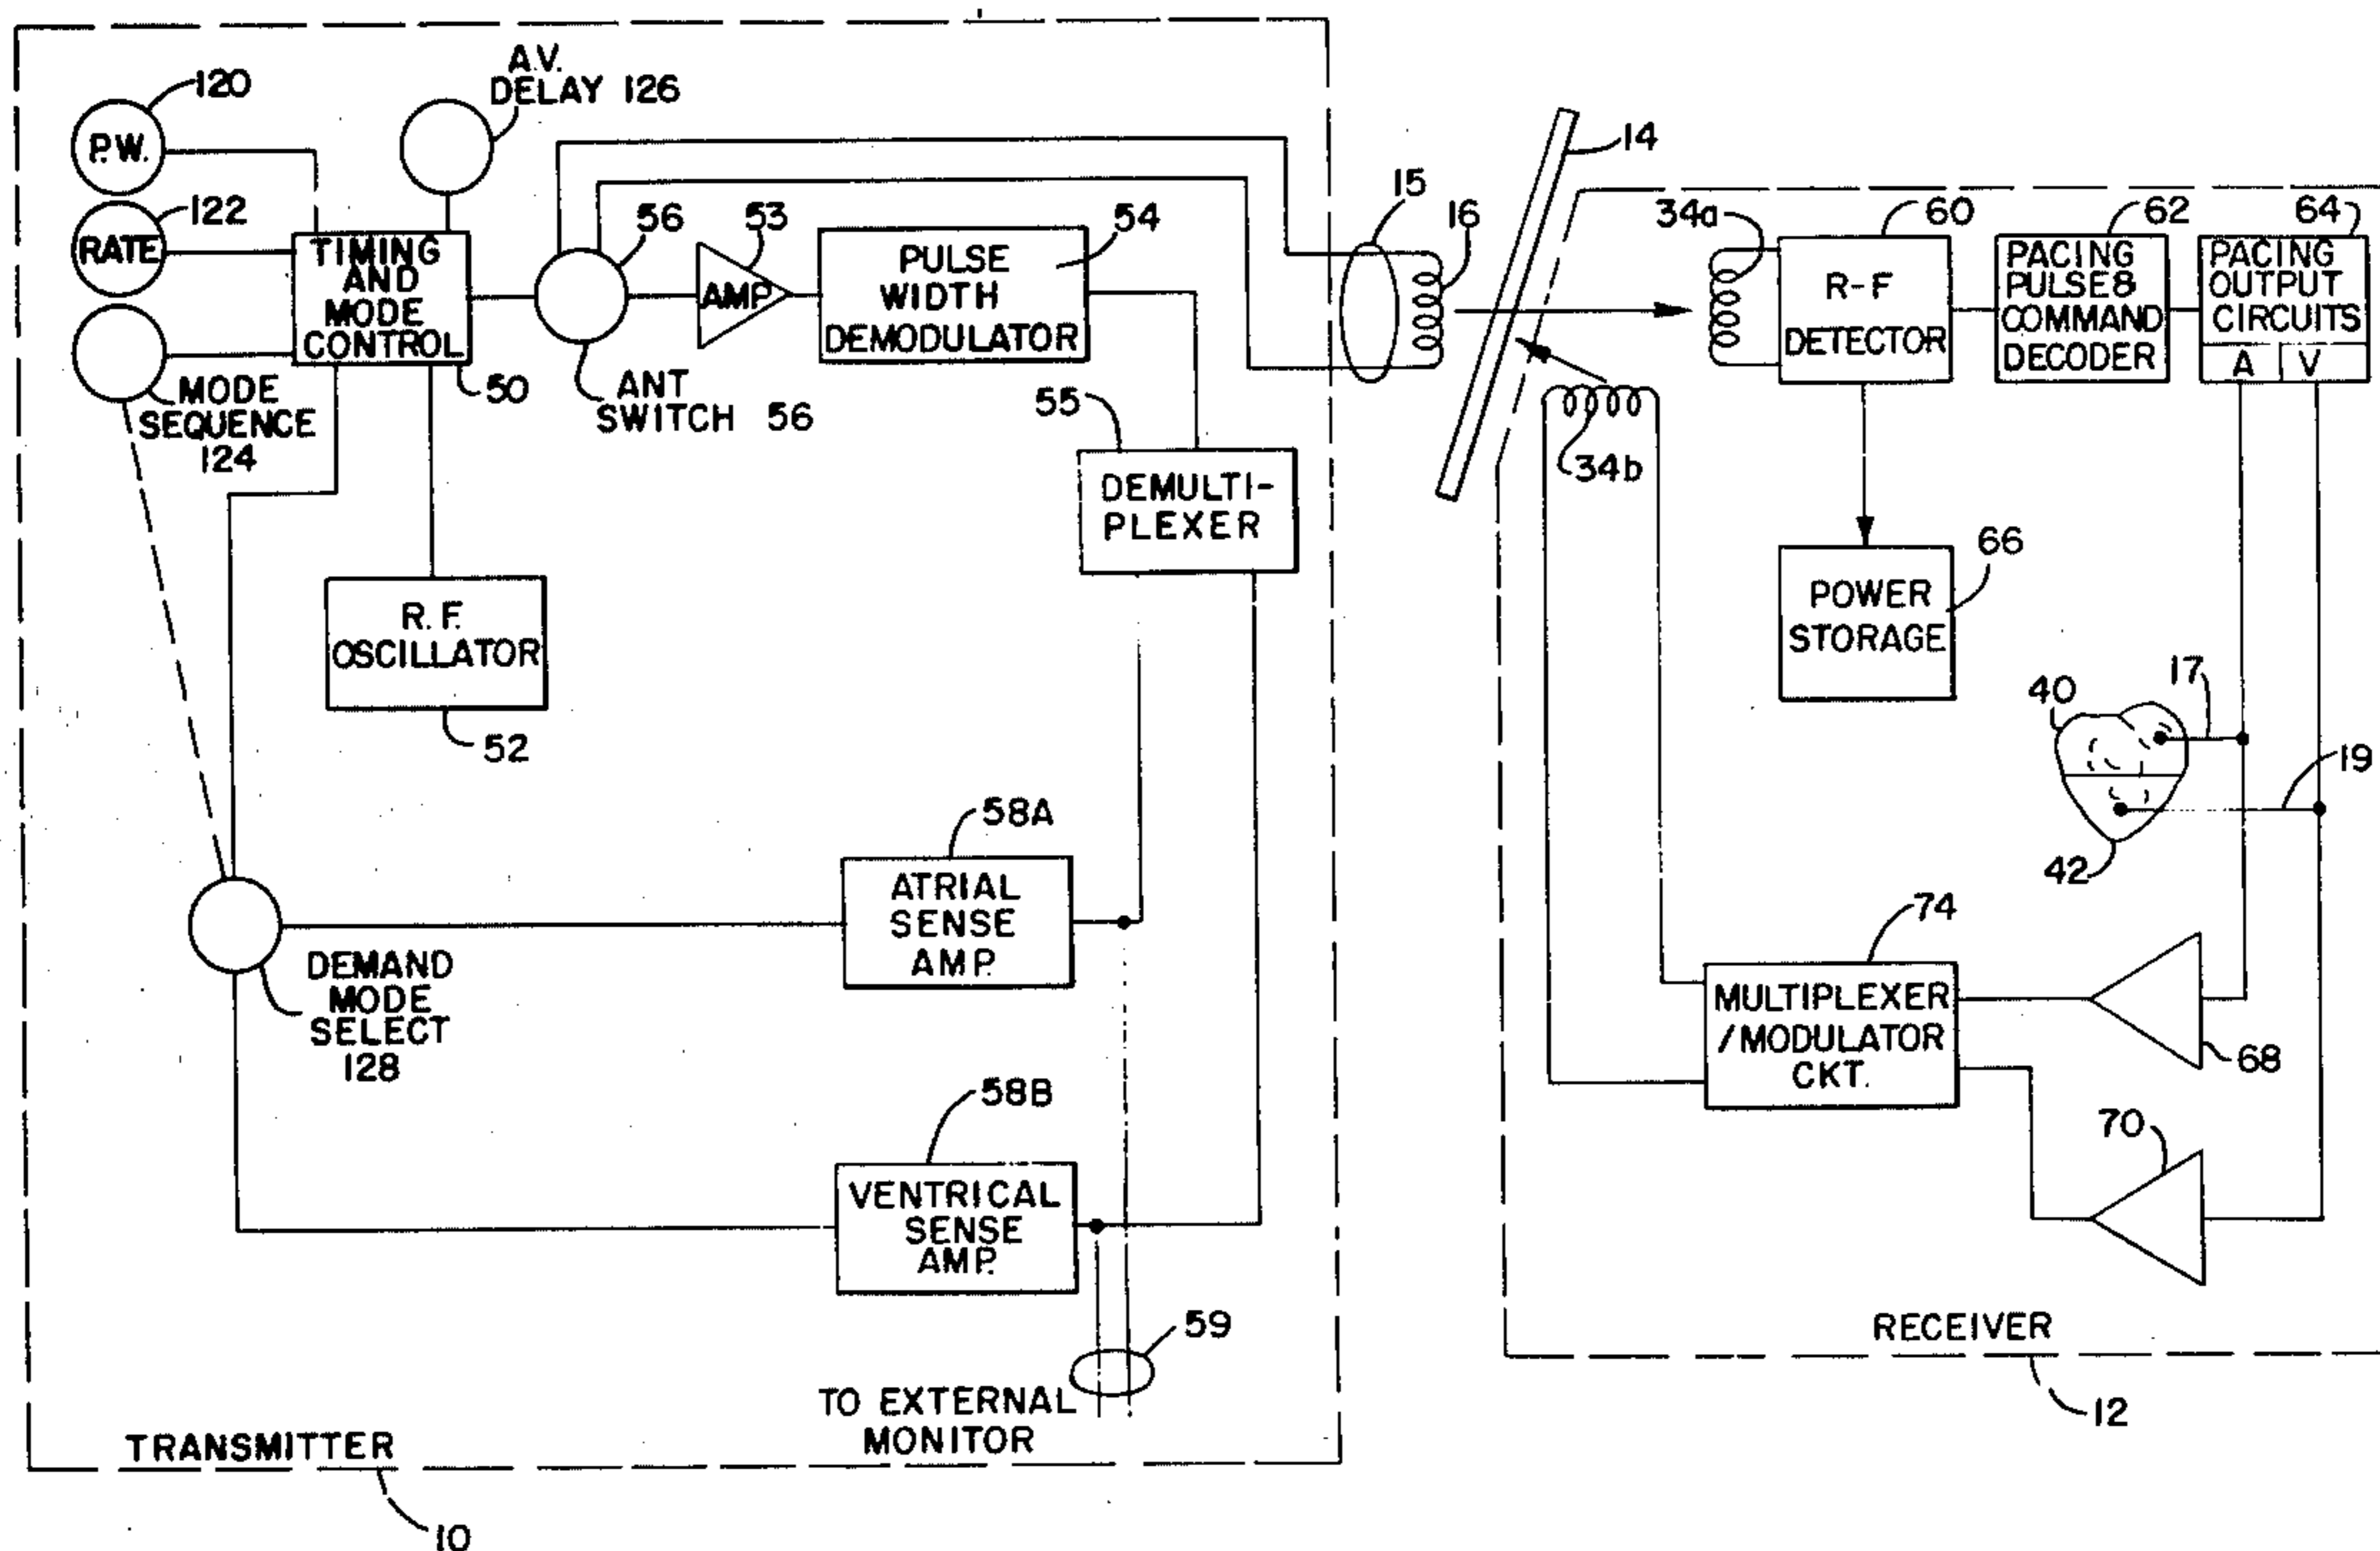 A.V.
DELAY 126
120
P.W.
122
RATE
TIMING
AND
MODE
CONTROL
50
MODE
SEQUENCE
124
56
ANT
SWITCH 56
53
AMP
54
PULSE
WIDTH
DEMODULATOR
55
DEMULTI-
PLEXER
R.F.
OSCILLATOR
52
58A
ATRIAL
SENSE
AMP.
DEMAND
MODE
SELECT
128
58B
VENTRICAL
SENSE
AMP.
59
TO EXTERNAL
MONITOR
TRANSMITTER
10
15
16
14
34a
34b
60
R-F
DETECTOR
62
PACING
PULSE&
COMMAND
DECODER
64
PACING
OUTPUT
CIRCUITS
A V
66
POWER
STORAGE
40
17
19
42
74
MULTIPLEXER
/MODULATOR
CKT.
68
70
RECEIVER
12